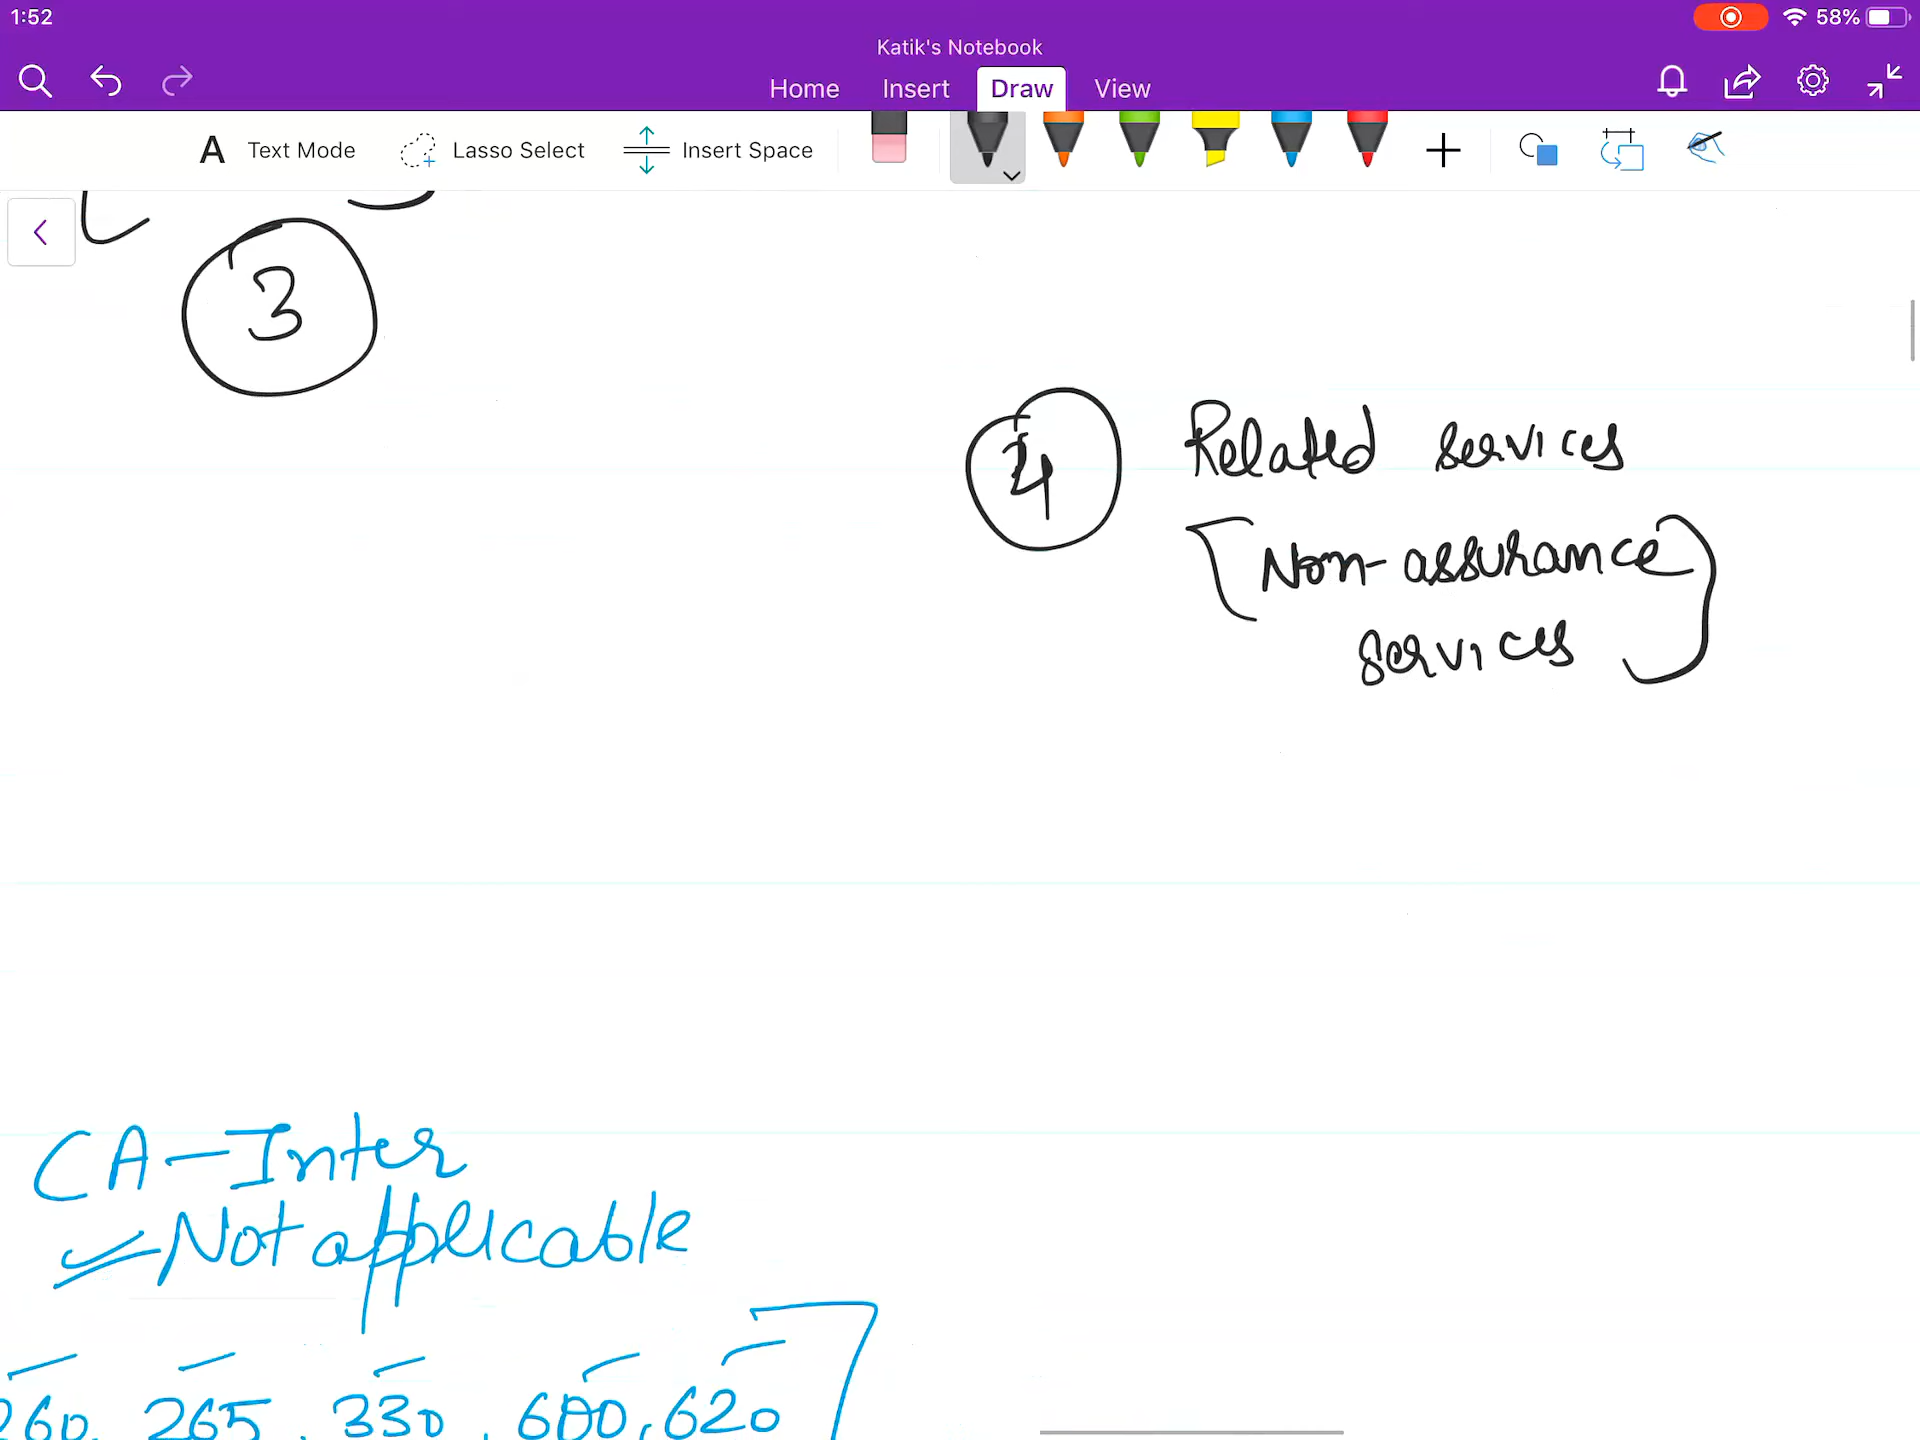 1:52
58%
Katik's Notebook
Home Insert Draw View
A Text Mode Lasso Select Insert Space
3
4 Related services
[Non-assurance
services]
CA-Inter
Not applicable
260, 265, 330, 600, 620]